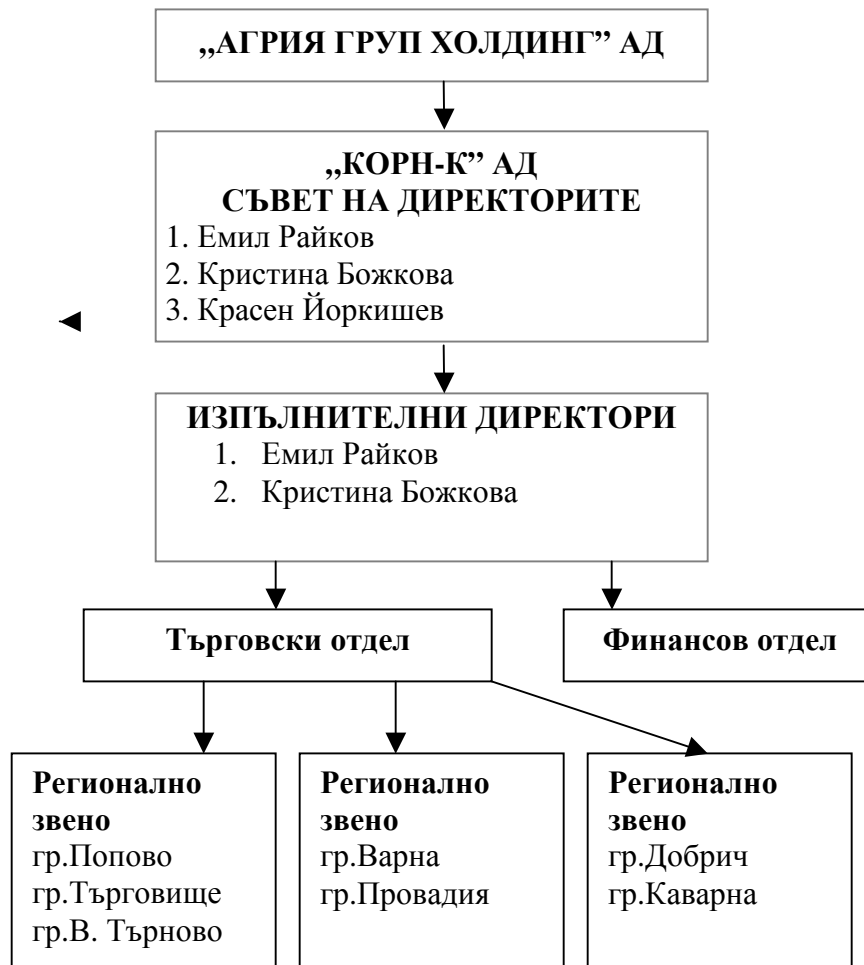 „АГРИЯ ГРУП ХОЛДИНГ” АД
„КОРН-К” АД
СЪВЕТ НА ДИРЕКТОРИТЕ
1. Емил Райков
2. Кристина Божкова
3. Красен Йоркишев
ИЗПЪЛНИТЕЛНИ ДИРЕКТОРИ
1. Емил Райков
2. Кристина Божкова
Търговски отдел
Финансов отдел
Регионално
звено
гр.Попово
гр.Търговище
гр.В. Търново
Регионално
звено
гр.Варна
гр.Провадия
Регионално
звено
гр.Добрич
гр.Каварна